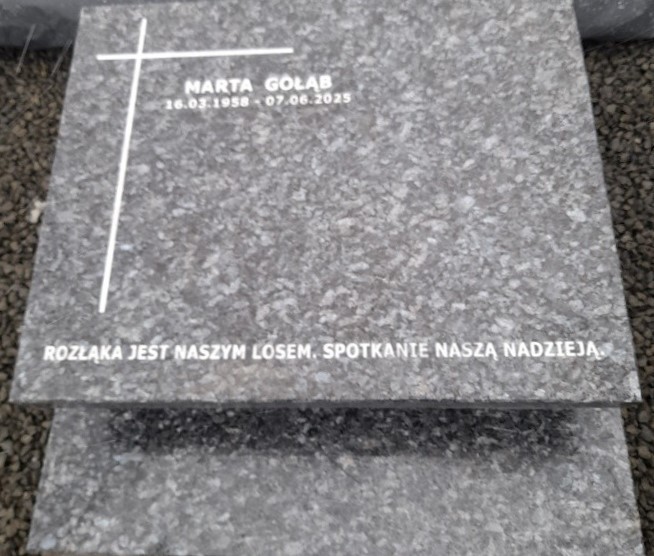 MARTA GOŁĄB
16.03.1958 - 07.06.2025
ROZŁĄKA JEST NASZYM LOSEM. SPOTKANIE NASZĄ NADZIEJĄ.